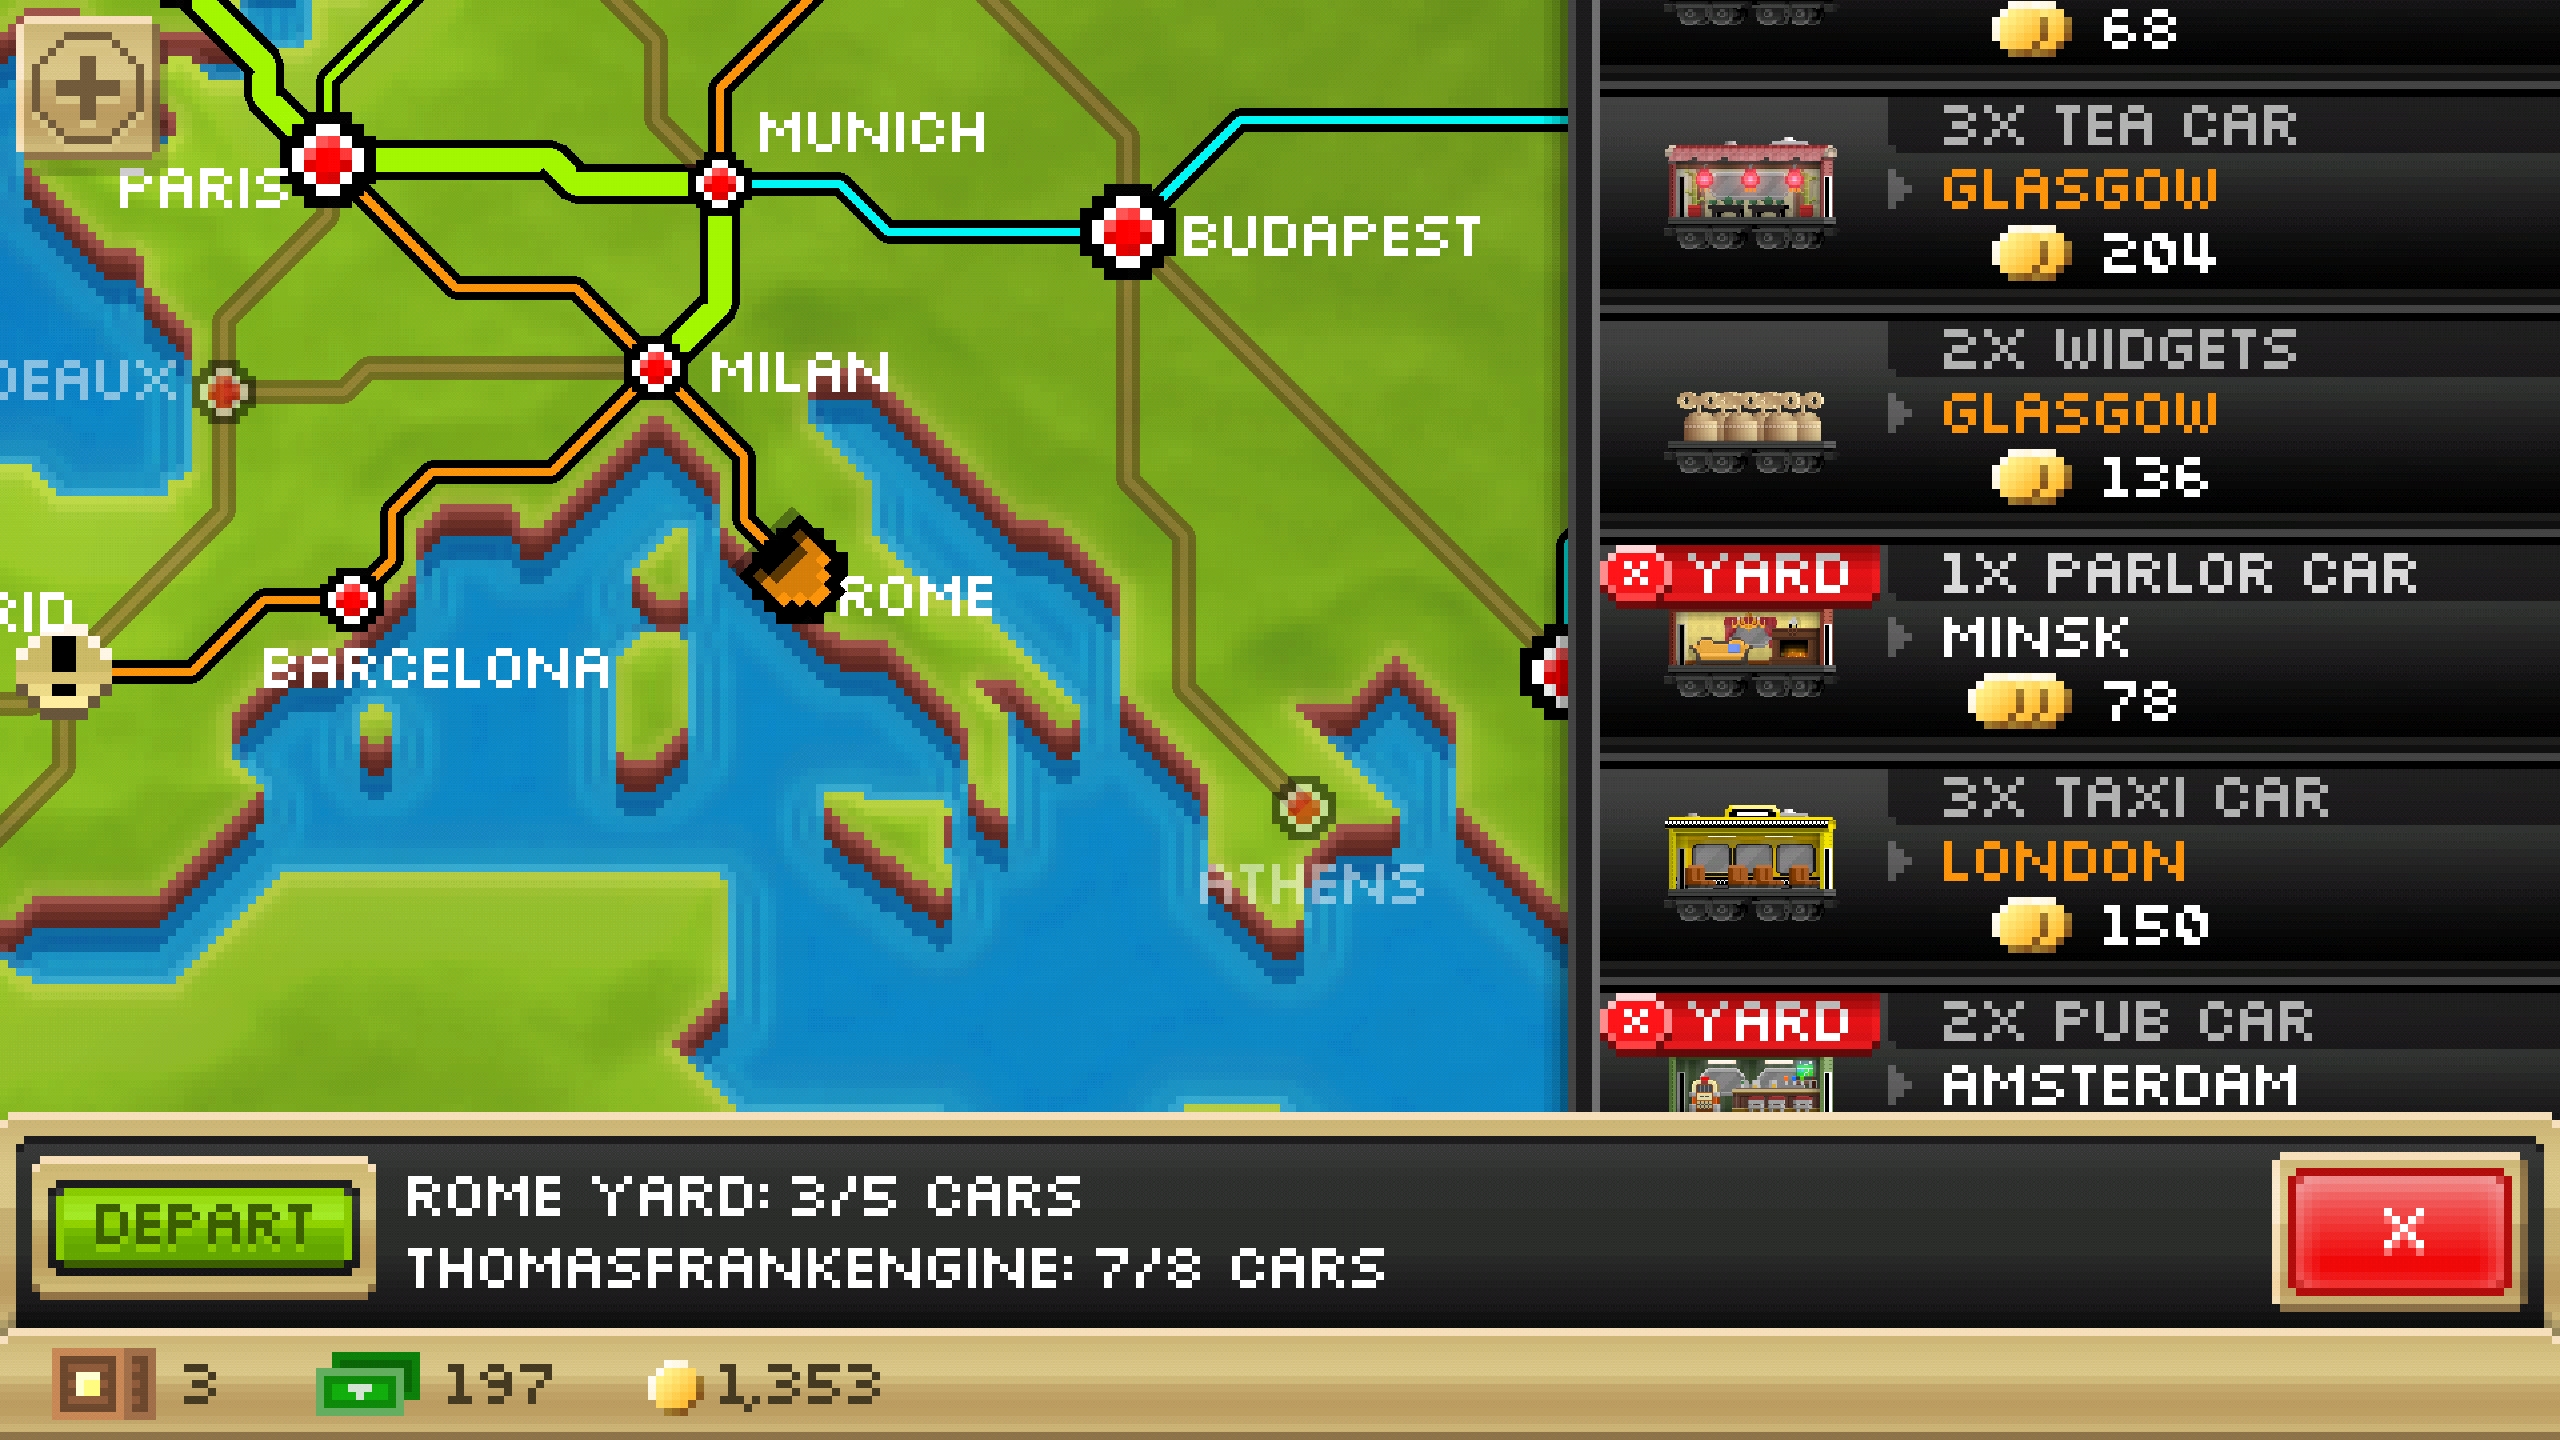 PARIS
MUNICH
BUDAPEST
DEAUX
MILAN
ROME
RID
BARCELONA
ATHENS
68
3X TEA CAR
GLASGOW
204
2X WIDGETS
GLASGOW
136
YARD
1X PARLOR CAR
MINSK
78
3X TAXI CAR
LONDON
150
YARD
2X PUB CAR
AMSTERDAM
DEPART
ROME YARD: 3/5 CARS
THOMASFRANKENGINE: 7/8 CARS
X
3
197
1,353